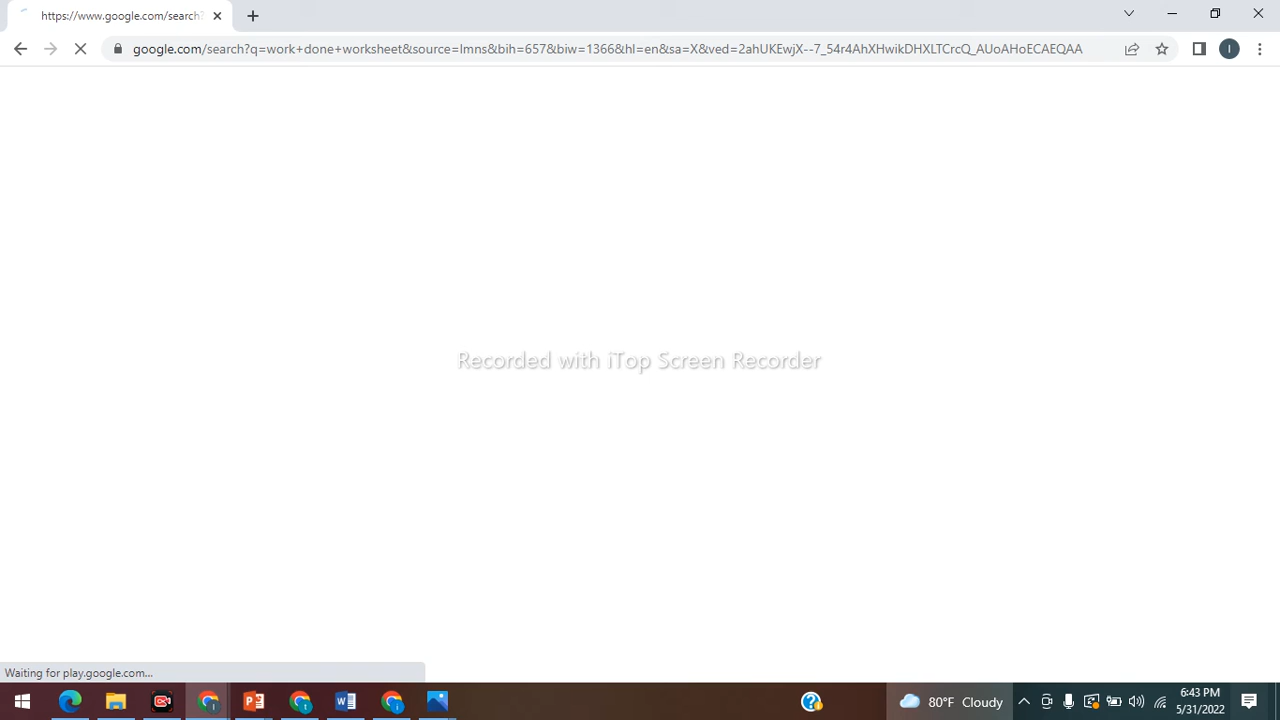 https://www.google.com/search?
google.com/search?q=work+done+worksheet&source=lmns&bih=657&biw=1366&hl=en&sa=X&ved=2ahUKEwjX--7_54r4AhXHwikDHXLTCrcQ_AUoAHoECAEQAA
I
Recorded with iTop Screen Recorder
Waiting for play.google.com...
80°F Cloudy
6:43 PM
5/31/2022